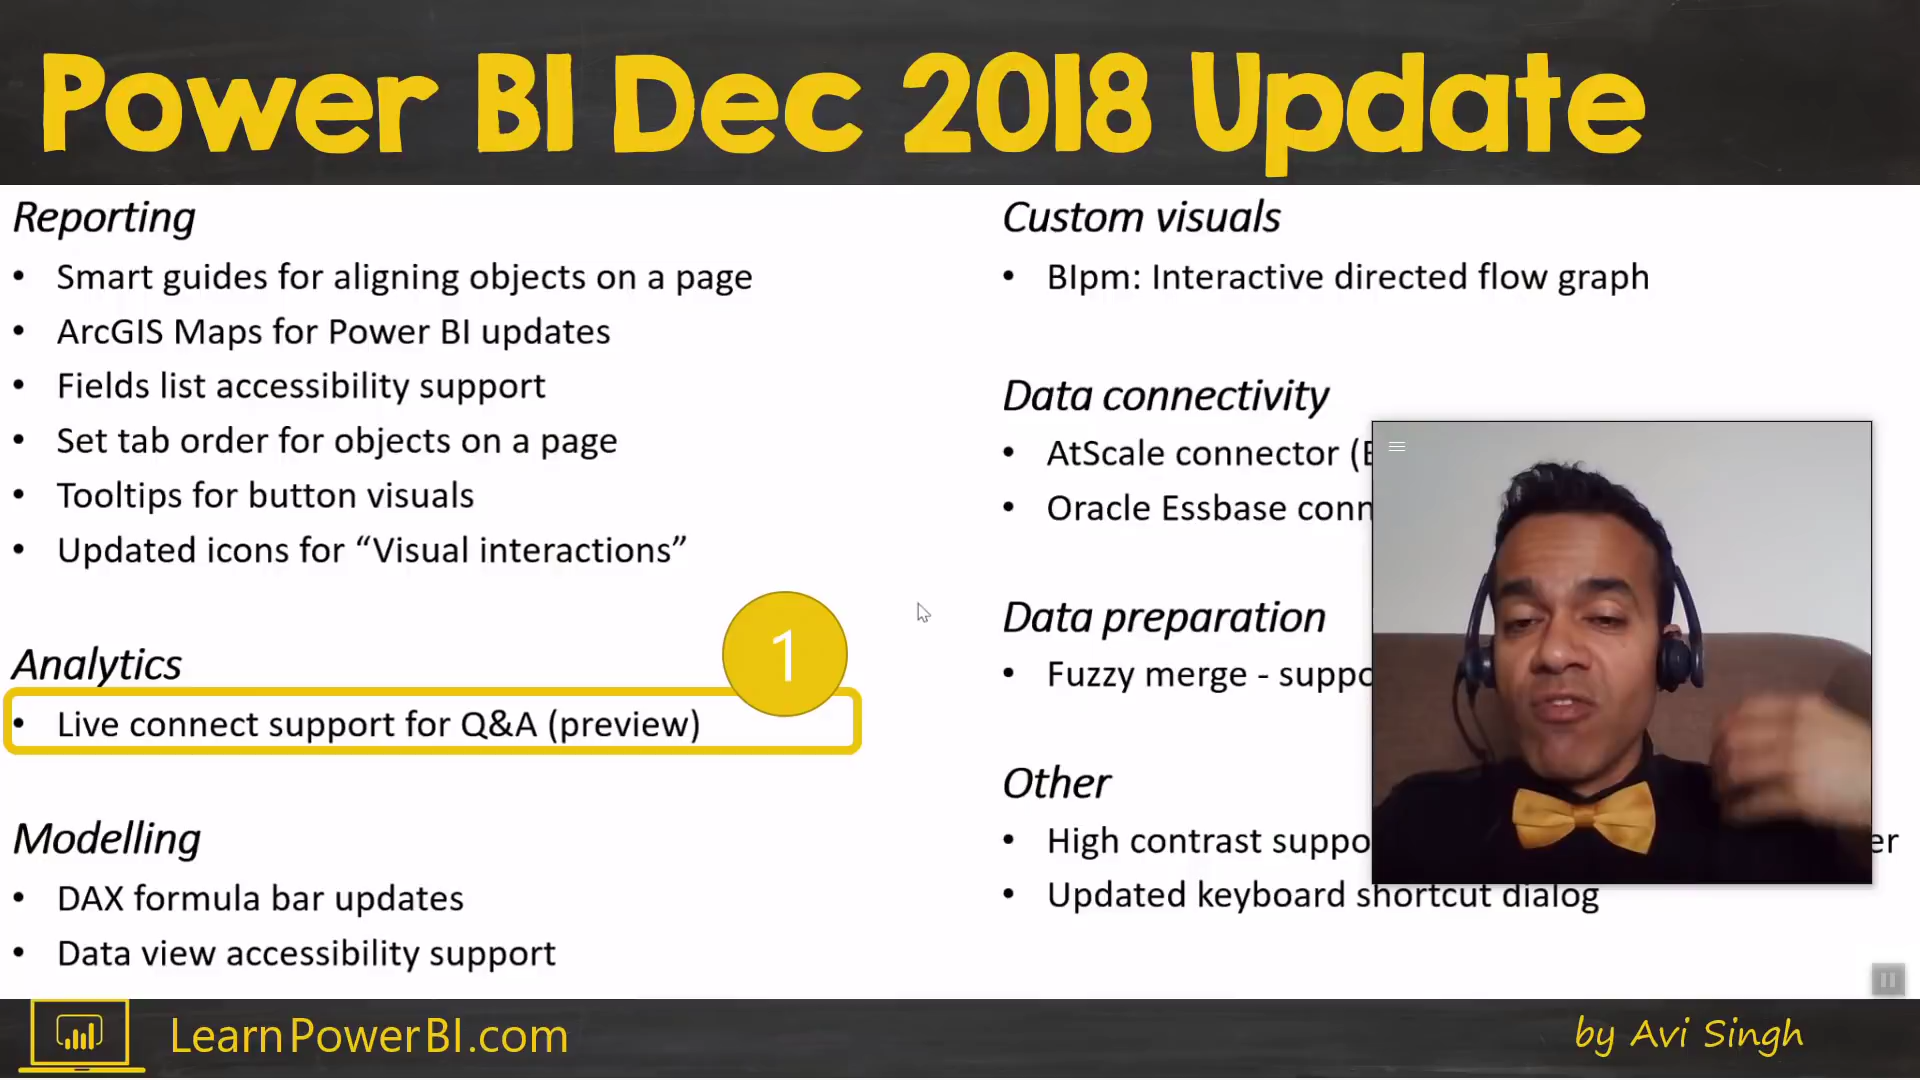 Power BI Dec 2018 Update
Reporting
• Smart guides for aligning objects on a page
• ArcGIS Maps for Power BI updates
• Fields list accessibility support
• Set tab order for objects on a page
• Tooltips for button visuals
• Updated icons for “Visual interactions”
Analytics
1
• Live connect support for Q&A (preview)
Modelling
• DAX formula bar updates
• Data view accessibility support
Custom visuals
• BIpm: Interactive directed flow graph
Data connectivity
• AtScale connector (
• Oracle Essbase
Data preparation
• Fuzzy merge -
Other
• High contrast
• Updated keyboard shortcut dialog
LearnPowerBI.com
by Avi Singh